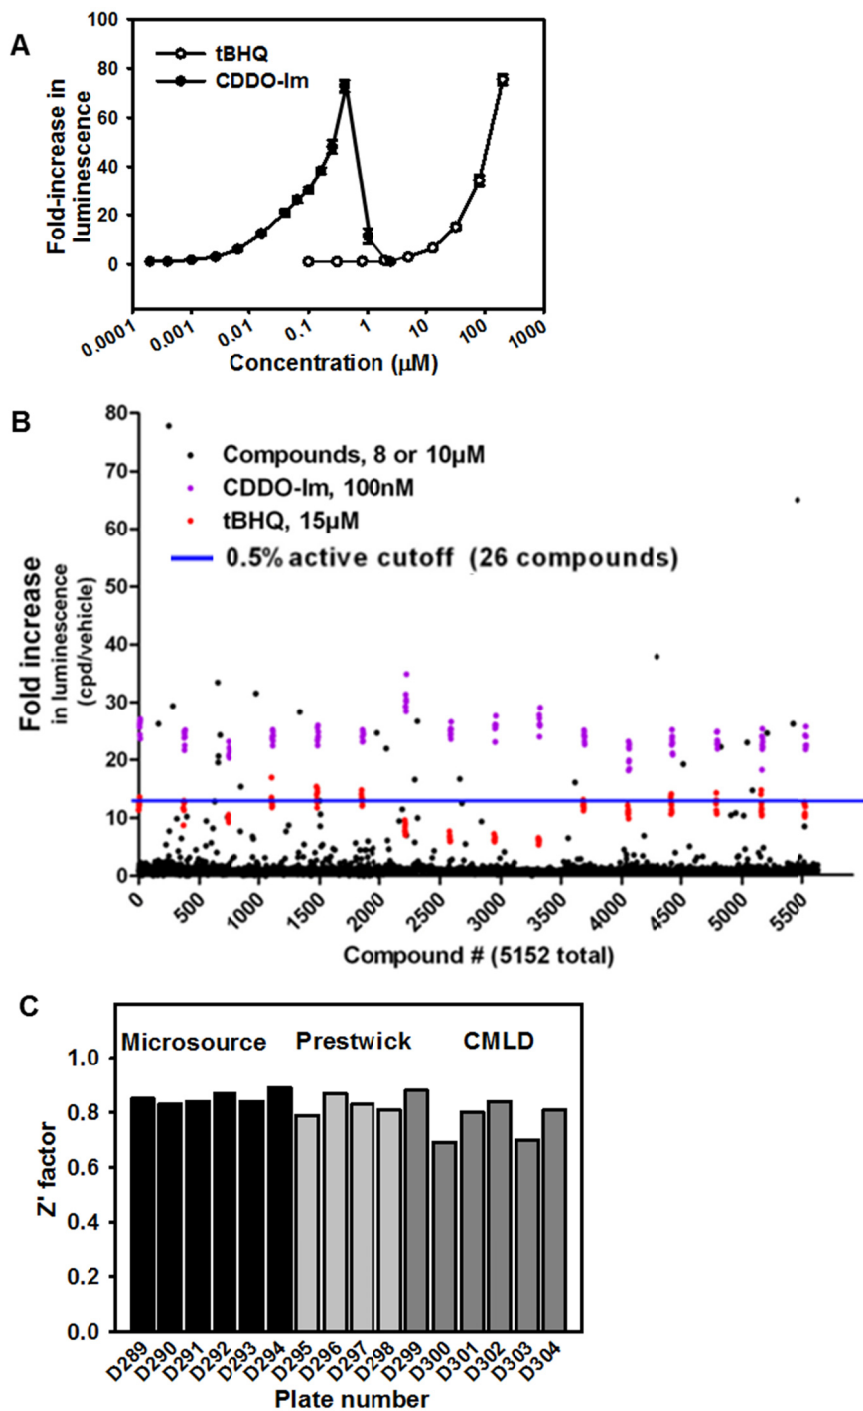 A
100
80
60
40
20
0
Fold-increase in
luminescence
tBHQ
CDDO-Im
0.0001
0.001
0.01
0.1
1
10
100
1000
Concentration (µM)
B
80
70
60
50
40
30
20
10
0
Fold increase
in luminescence
(cpd/vehicle)
Compounds, 8 or 10µM
CDDO-Im, 100nM
tBHQ, 15µM
0.5% active cutoff (26 compounds)
0
500
1000
1500
2000
2500
3000
3500
4000
4500
5000
5500
Compound # (5152 total)
C
Microsource
Prestwick
CMLD
1.0
0.8
0.6
0.4
0.2
0.0
Z' factor
D289
D290
D291
D292
D293
D294
D295
D296
D297
D298
D299
D300
D301
D302
D303
D304
Plate number